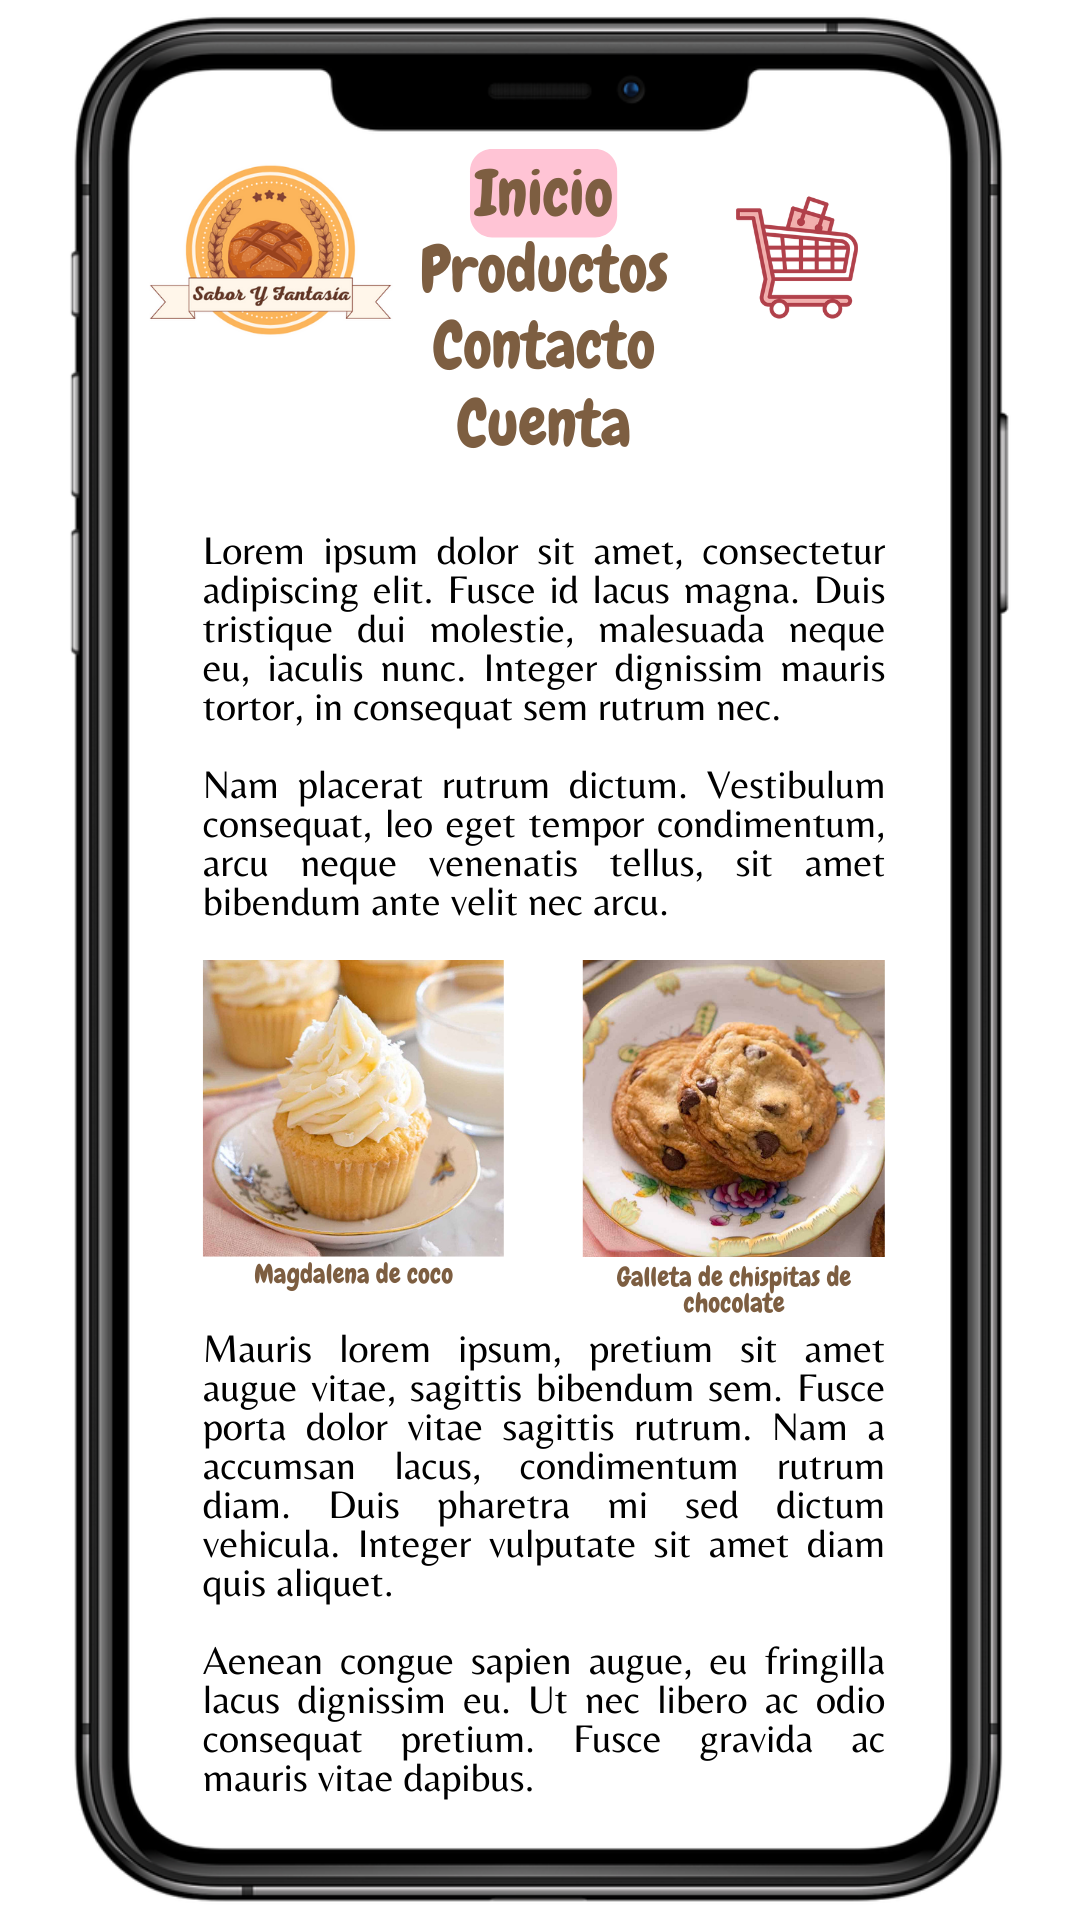 Sabor Y Fantasía
Inicio
Productos
Contacto
Cuenta
Lorem ipsum dolor sit amet, consectetur
adipiscing elit. Fusce id lacus magna. Duis
tristique dui molestie, malesuada neque
eu, iaculis nunc. Integer dignissim mauris
tortor, in consequat sem rutrum nec.
Nam placerat rutrum dictum. Vestibulum
consequat, leo eget tempor condimentum,
arcu neque venenatis tellus, sit amet
bibendum ante velit nec arcu.
Magdalena de coco
Galleta de chispitas de
chocolate
Mauris lorem ipsum, pretium sit amet
augue vitae, sagittis bibendum sem. Fusce
porta dolor vitae sagittis rutrum. Nam a
accumsan lacus, condimentum rutrum
diam. Duis pharetra mi sed dictum
vehicula. Integer vulputate sit amet diam
quis aliquet.
Aenean congue sapien augue, eu fringilla
lacus dignissim eu. Ut nec libero ac odio
consequat pretium. Fusce gravida ac
mauris vitae dapibus.